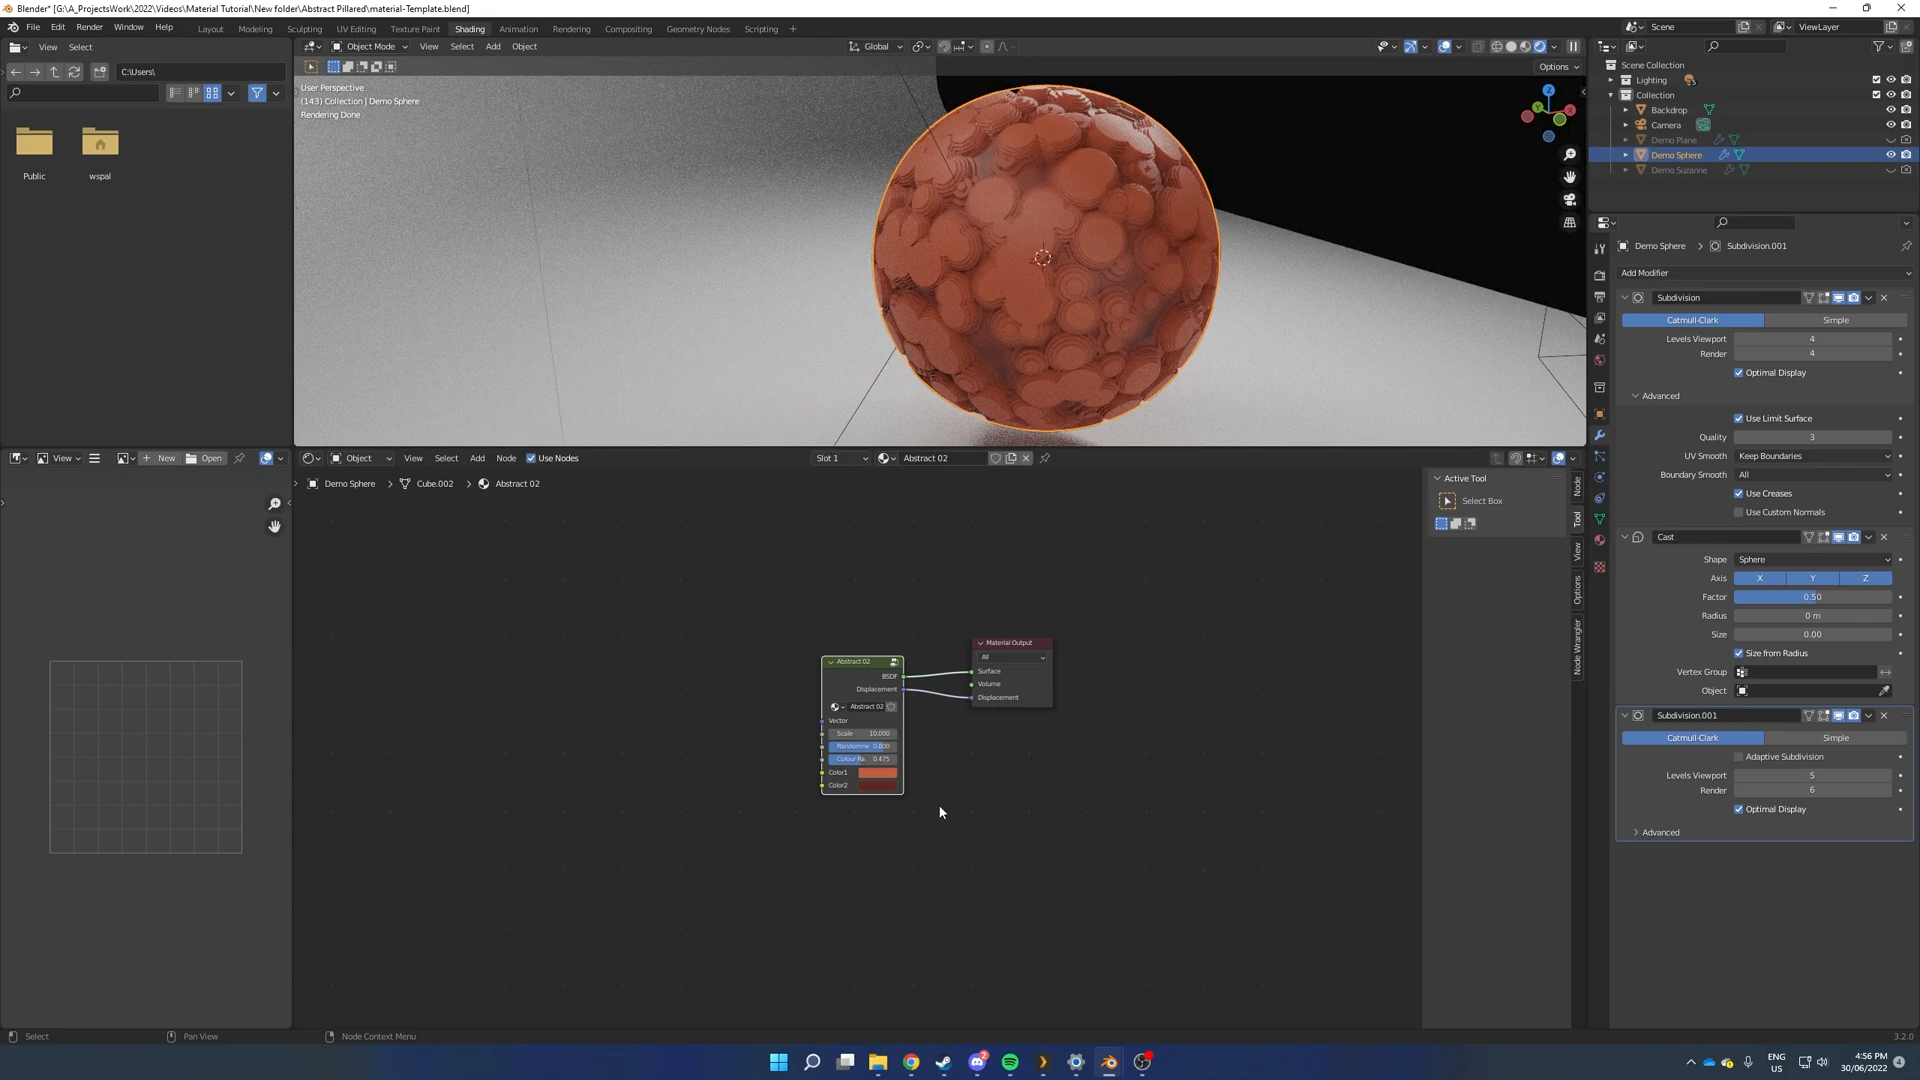 Blender* [G:\A_ProjectsWork\2022\Videos\Material Tutorial\New folder\Abstract Pillared\material-Template.blend]
File Edit Render Window Help Layout Modeling Sculpting UV Editing Texture Paint Shading Animation Rendering Compositing Geometry Nodes Scripting + Scene ViewLayer
View Select Object Mode View Select Add Object Global
C:\Users\
Options
User Perspective
(143) Collection | Demo Sphere
Rendering Done
Public wspal
Scene Collection
Lighting
Collection
Backdrop
Camera
Demo Plane
Demo Sphere
Demo Suzanne
Demo Sphere > Subdivision.001
Add Modifier
Subdivision
Catmull-Clark Simple
Levels Viewport 4
Render 4
Optimal Display
Advanced
Use Limit Surface
Quality 3
UV Smooth Keep Boundaries
Boundary Smooth All
Use Creases
Use Custom Normals
Cast
Shape Sphere
Axis X Y Z
Factor 0.50
Radius 0 m
Size 0.00
Size from Radius
Vertex Group
Object
Subdivision.001
Catmull-Clark Simple
Adaptive Subdivision
Levels Viewport 5
Render 6
Optimal Display
Advanced
View New Open Object View Select Add Node Use Nodes Slot 1 Abstract 02
Demo Sphere > Cube.002 > Abstract 02
Active Tool
Select Box
Node
Tool
View
Options
Node Wrangler
Abstract 02
BSDF
Displacement
Abstract 02
Vector
Scale 10.000
Randomne 0.800
Colour Ra 0.475
Color1
Color2
Material Output
All
Surface
Volume
Displacement
Select Pan View Node Context Menu 3.2.0
2
ENG
US
4:56 PM
30/06/2022
4